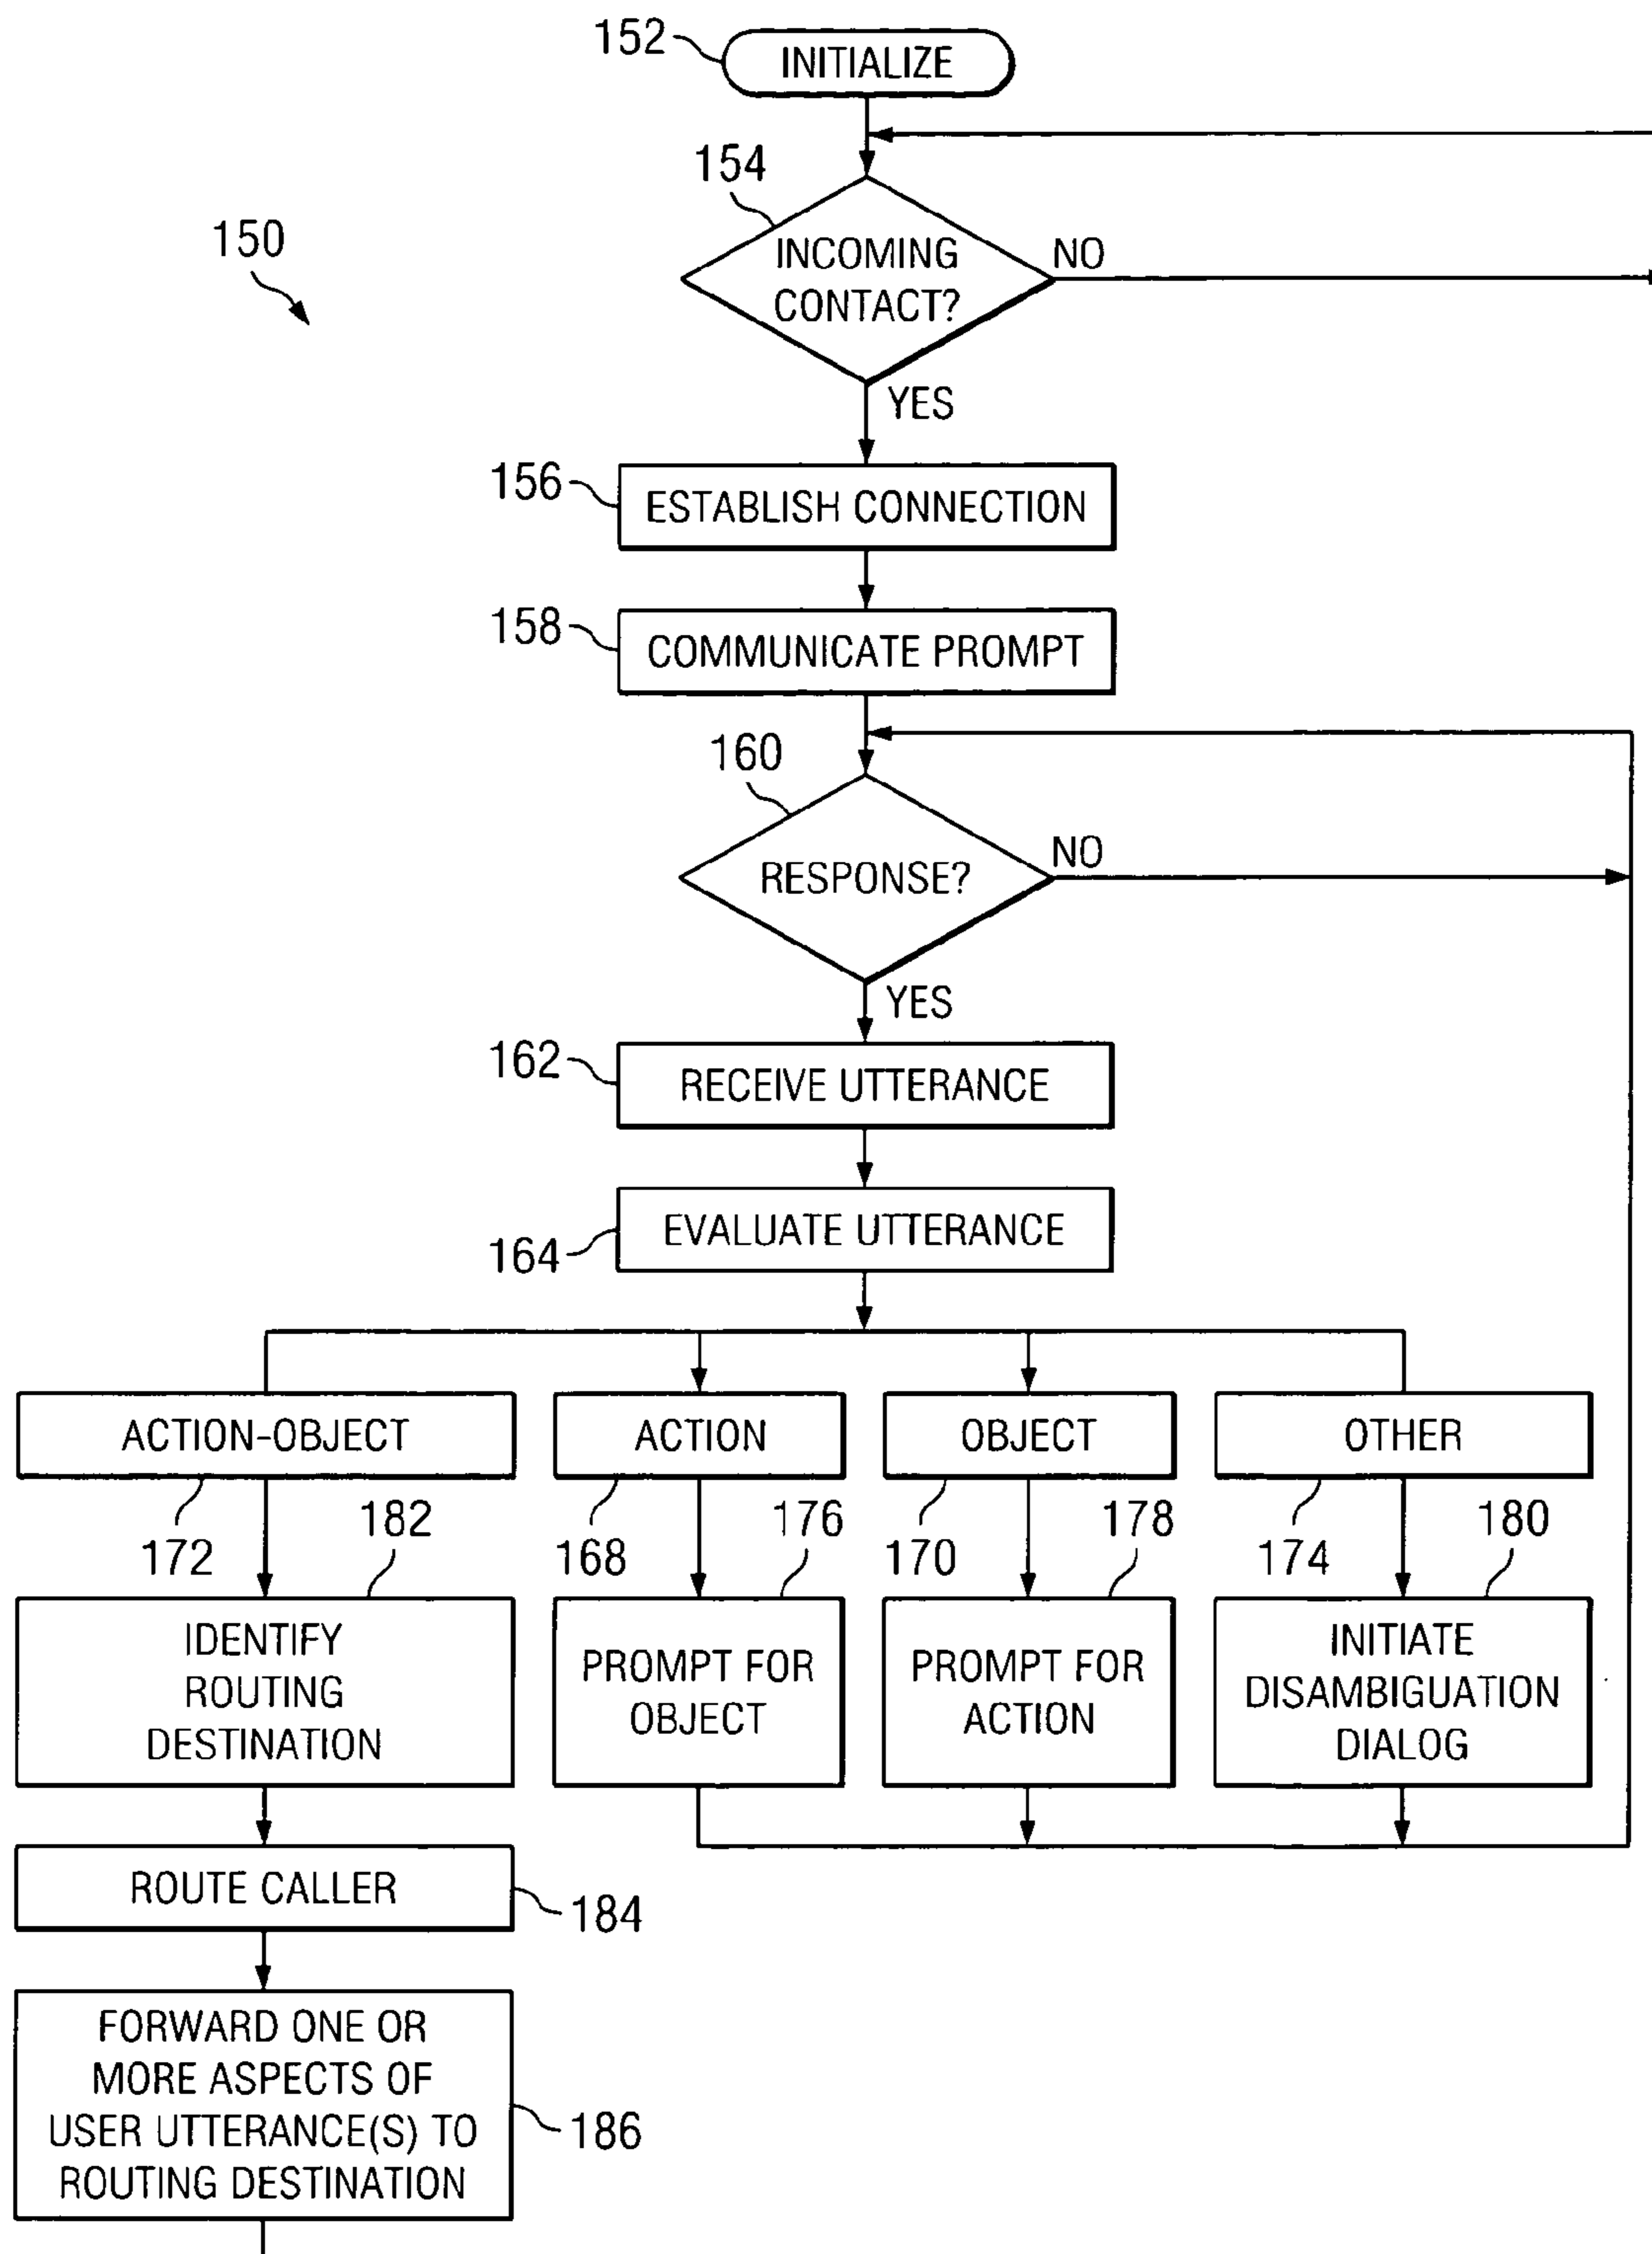 152
INITIALIZE
154
150
INCOMING
CONTACT?
NO
YES
156
ESTABLISH CONNECTION
158
COMMUNICATE PROMPT
160
RESPONSE?
NO
YES
162
RECEIVE UTTERANCE
164
EVALUATE UTTERANCE
ACTION-OBJECT
ACTION
OBJECT
OTHER
172
182
168
176
170
178
174
180
IDENTIFY
ROUTING
DESTINATION
PROMPT FOR
OBJECT
PROMPT FOR
ACTION
INITIATE
DISAMBIGUATION
DIALOG
ROUTE CALLER
184
FORWARD ONE OR
MORE ASPECTS OF
USER UTTERANCE(S) TO
ROUTING DESTINATION
186